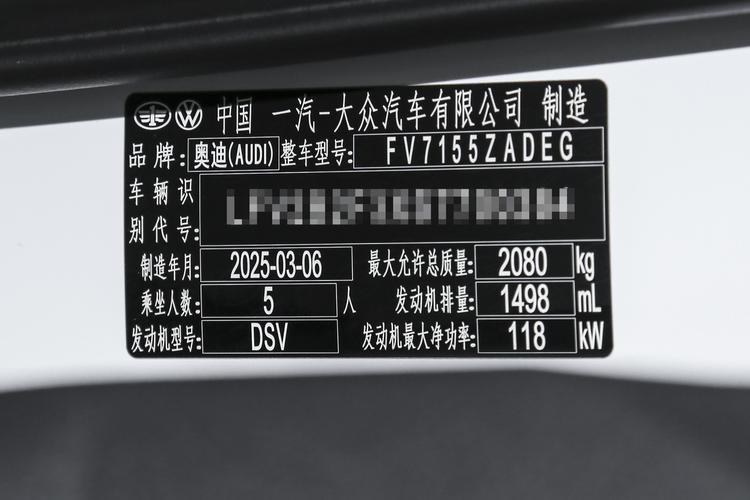 中国 一汽-大众汽车有限公司 制造
品牌: 奥迪(AUDI) 整车型号: FV7155ZADEG
车辆识
别代号:
制造年月: 2025-03-06 最大允许总质量: 2080 kg
乘坐人数: 5 人 发动机排量: 1498 mL
发动机型号: DSV 发动机最大净功率: 118 kW